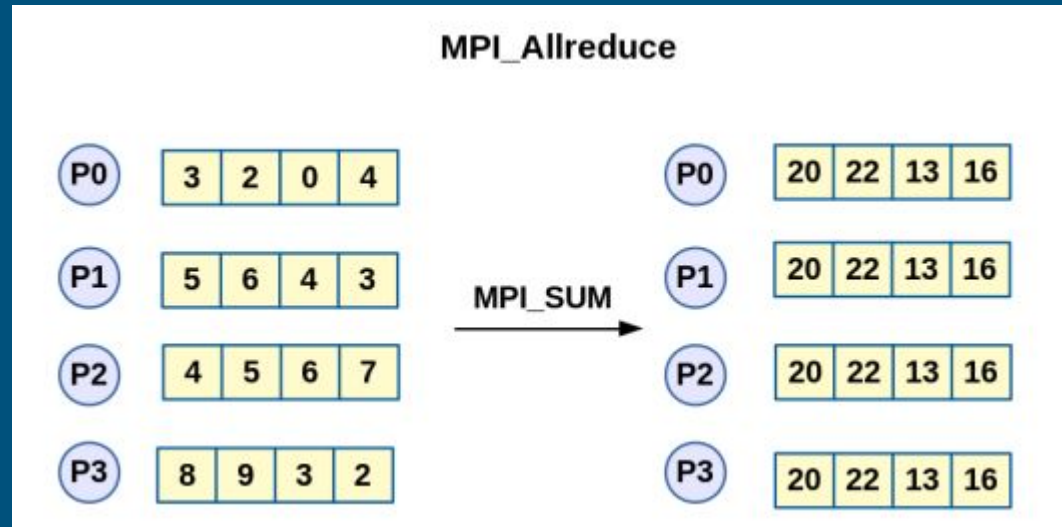 MPI_Allreduce
P0 3 2 0 4 P0 20 22 13 16
P1 5 6 4 3 P1 20 22 13 16
MPI_SUM
P2 4 5 6 7 P2 20 22 13 16
P3 8 9 3 2 P3 20 22 13 16